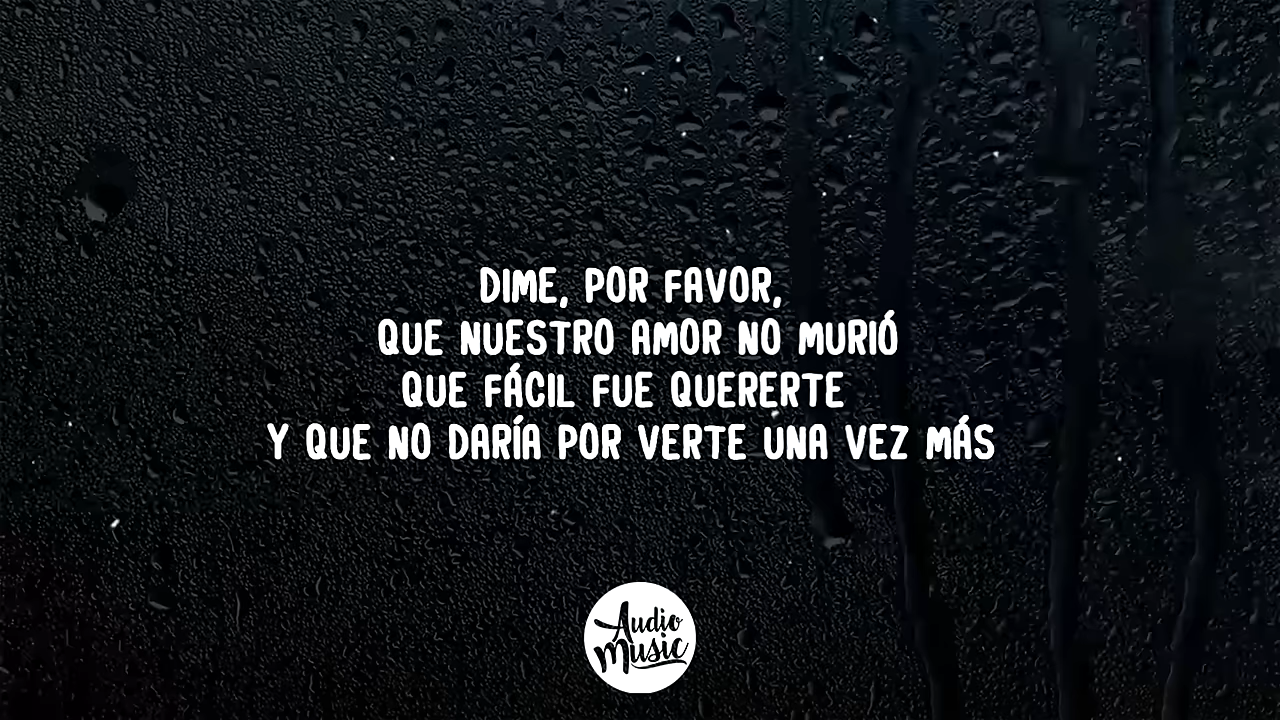 DIME, POR FAVOR,
QUE NUESTRO AMOR NO MURIÓ
QUE FÁCIL FUE QUERERTE
Y QUE NO DARÍA POR VERTE UNA VEZ MÁS
Audio
Music